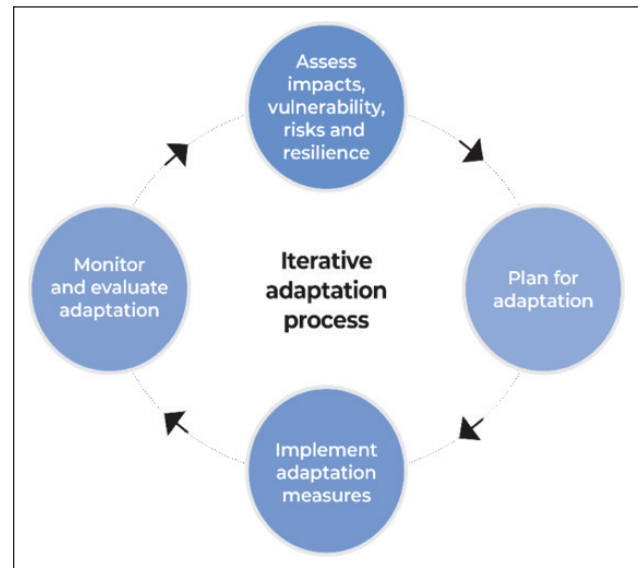 Assess
impacts,
vulnerability,
risks and
resilience
Plan for
adaptation
Implement
adaptation
measures
Monitor
and evaluate
adaptation
Iterative
adaptation
process